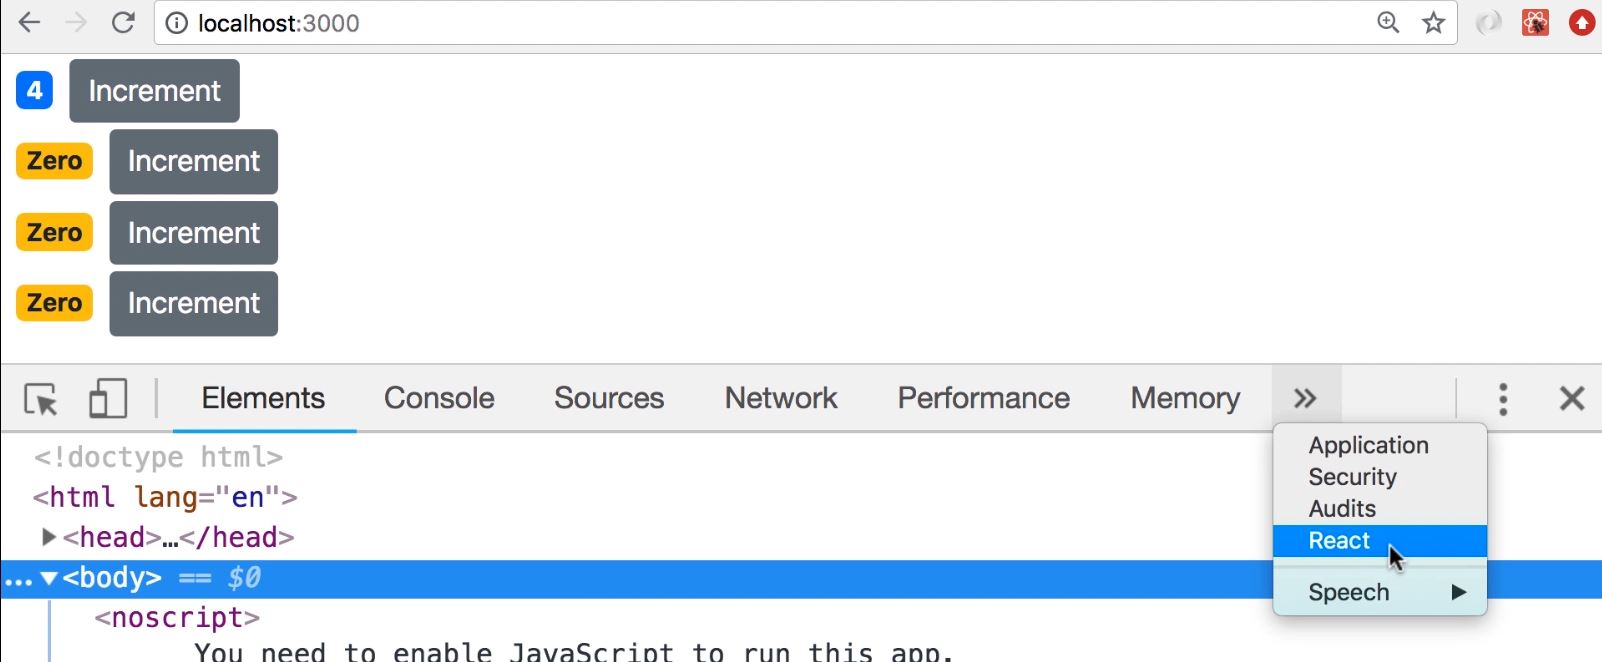 localhost:3000
4 Increment
Zero Increment
Zero Increment
Zero Increment
Elements Console Sources Network Performance Memory »
Application
Security
Audits
React
Speech
<!doctype html>
<html lang="en">
<head>…</head>
…<body> == $0
<noscript>
You need to enable JavaScript to run this app.